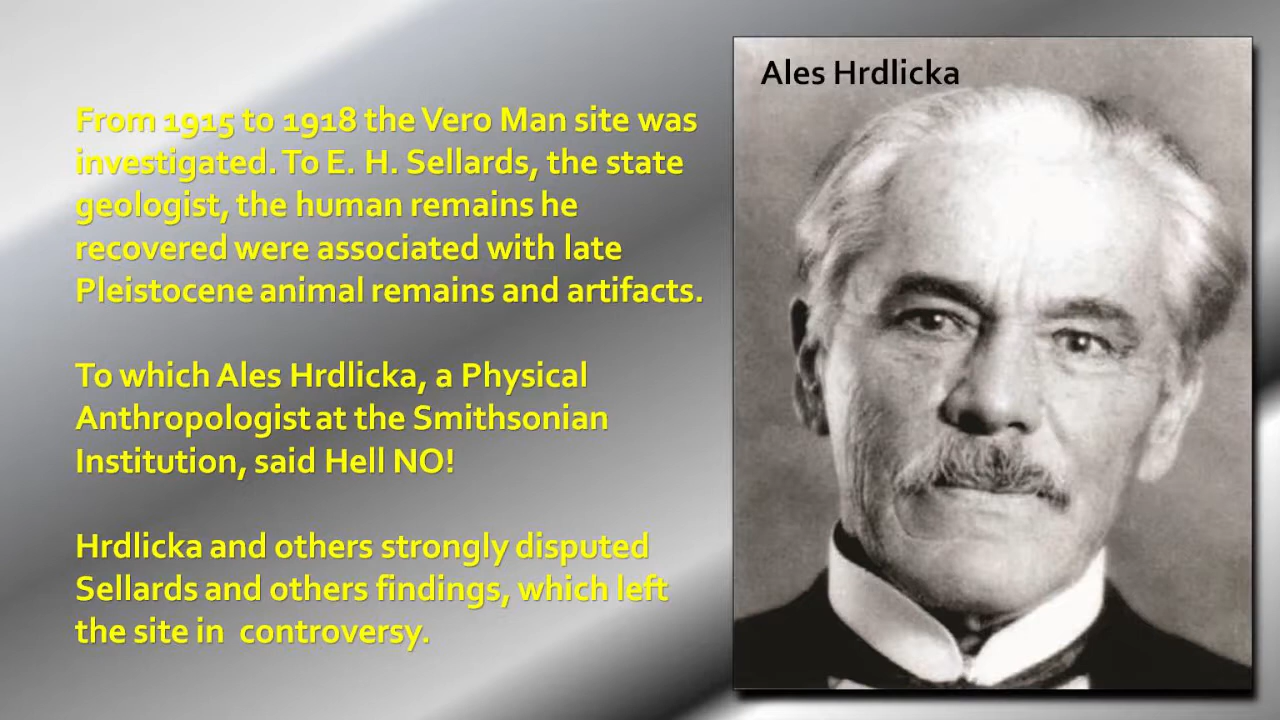 Ales Hrdlicka
From 1915 to 1918 the Vero Man site was
investigated. To E. H. Sellards, the state
geologist, the human remains he
recovered were associated with late
Pleistocene animal remains and artifacts.
To which Ales Hrdlicka, a Physical
Anthropologist at the Smithsonian
Institution, said Hell NO!
Hrdlicka and others strongly disputed
Sellards and others findings, which left
the site in controversy.